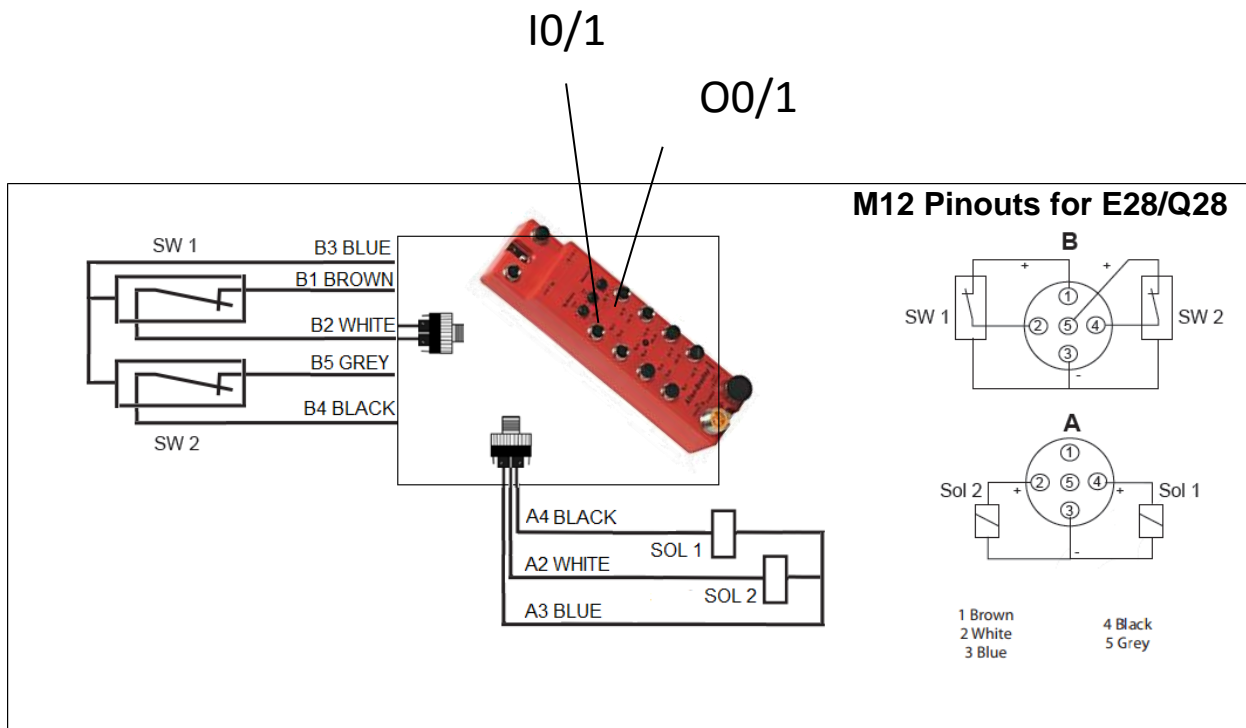 I0/1
O0/1
M12 Pinouts for E28/Q28
SW 1
B3 BLUE
B1 BROWN
B2 WHITE
B5 GREY
B4 BLACK
SW 2
A4 BLACK
SOL 1
A2 WHITE
SOL 2
A3 BLUE
Allen-Bradley
B
+ +
1
SW 1 2 5 4 SW 2
3
-
A
1
Sol 2 + 2 5 4 + Sol 1
3
-
1 Brown
2 White
3 Blue
4 Black
5 Grey